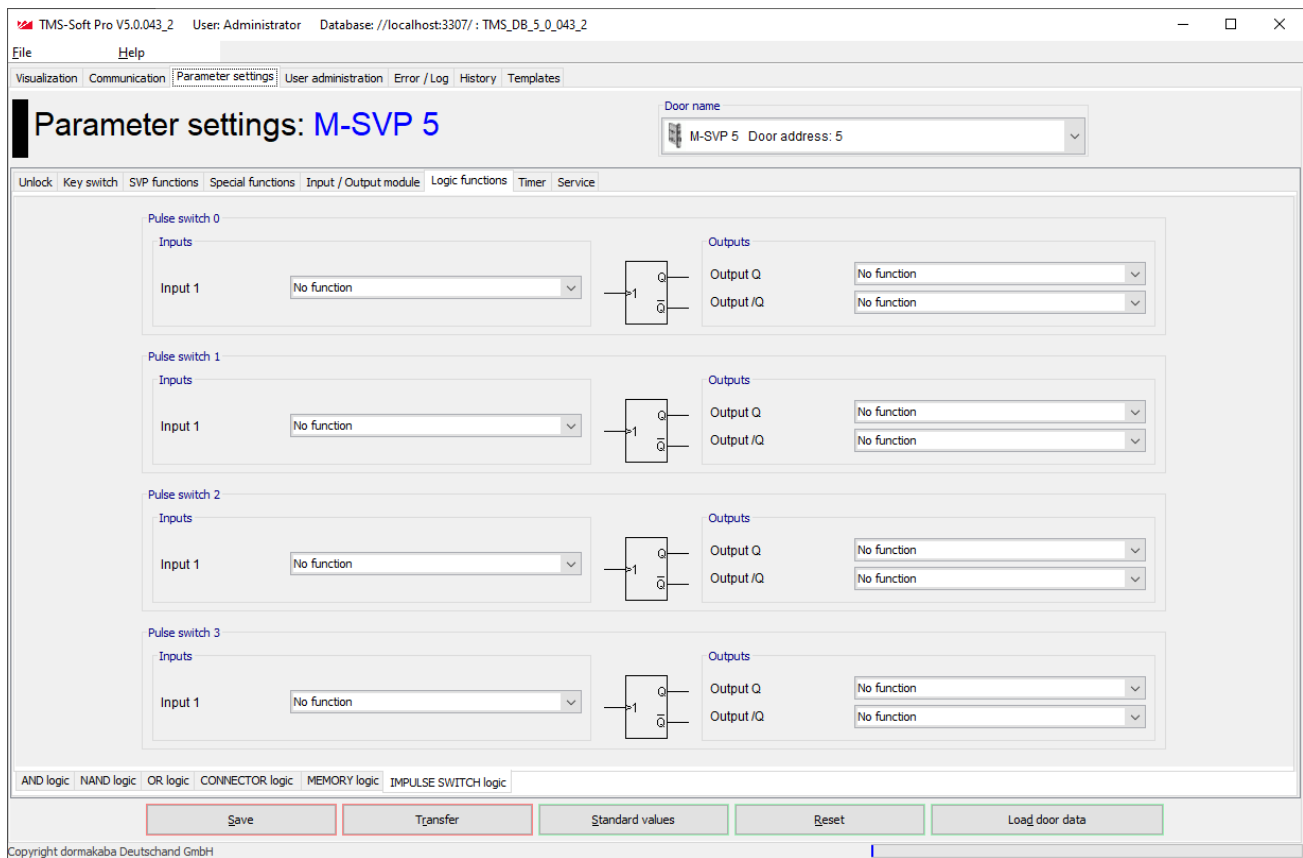 TMS-Soft Pro V5.0.043_2 User: Administrator Database: //localhost:3307/ : TMS_DB_5_0_043_2
File Help
Visualization Communication Parameter settings User administration Error / Log History Templates
Parameter settings: M-SVP 5
Door name
M-SVP 5 Door address: 5
Unlock Key switch SVP functions Special functions Input / Output module Logic functions Timer Service
Pulse switch 0
Inputs
Input 1 No function
1 Q Q̅
Outputs
Output Q No function
Output /Q No function
Pulse switch 1
Inputs
Input 1 No function
1 Q Q̅
Outputs
Output Q No function
Output /Q No function
Pulse switch 2
Inputs
Input 1 No function
1 Q Q̅
Outputs
Output Q No function
Output /Q No function
Pulse switch 3
Inputs
Input 1 No function
1 Q Q̅
Outputs
Output Q No function
Output /Q No function
AND logic NAND logic OR logic CONNECTOR logic MEMORY logic IMPULSE SWITCH logic
Save Transfer Standard values Reset Load door data
Copyright dormakaba Deutschand GmbH